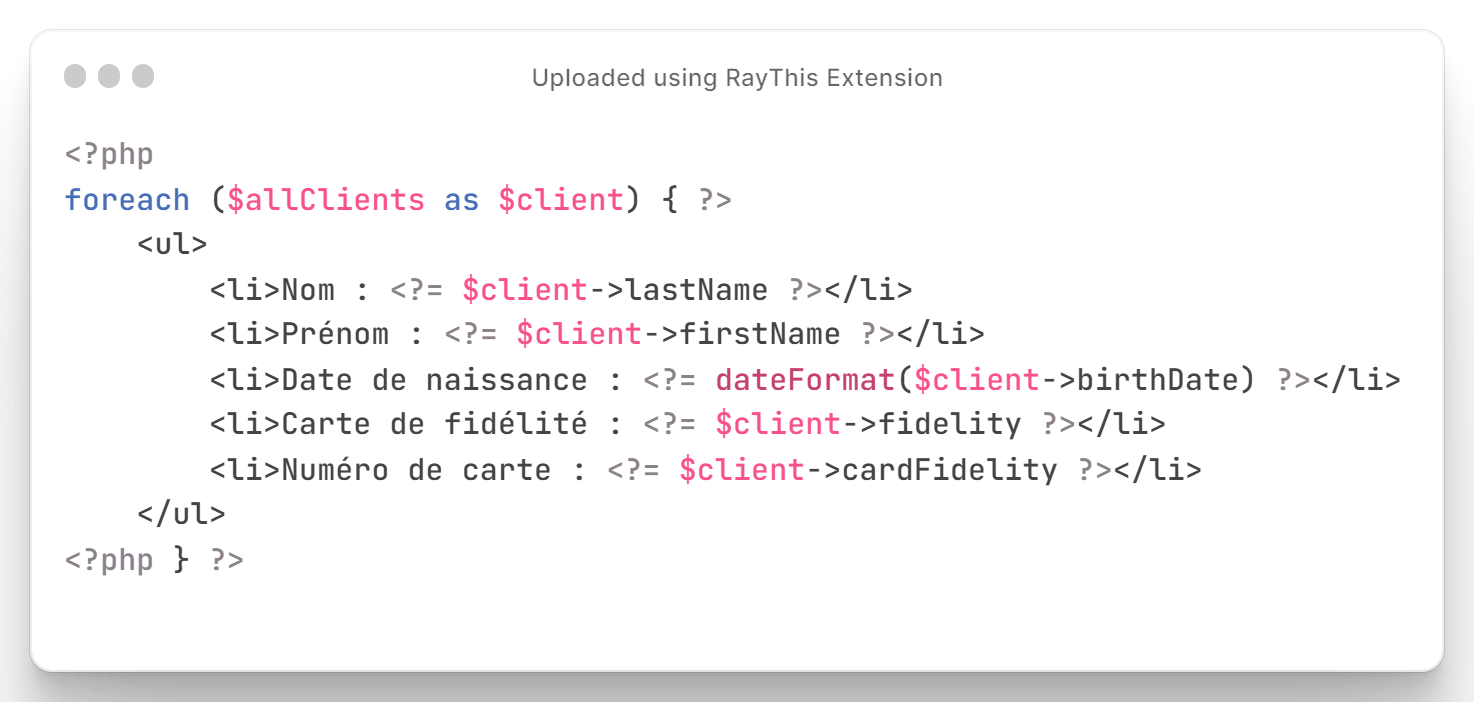 Uploaded using RayThis Extension
<?php
foreach ($allClients as $client) { ?>
    <ul>
        <li>Nom : <?= $client->lastName ?></li>
        <li>Prénom : <?= $client->firstName ?></li>
        <li>Date de naissance : <?= dateFormat($client->birthDate) ?></li>
        <li>Carte de fidélité : <?= $client->fidelity ?></li>
        <li>Numéro de carte : <?= $client->cardFidelity ?></li>
    </ul>
<?php } ?>